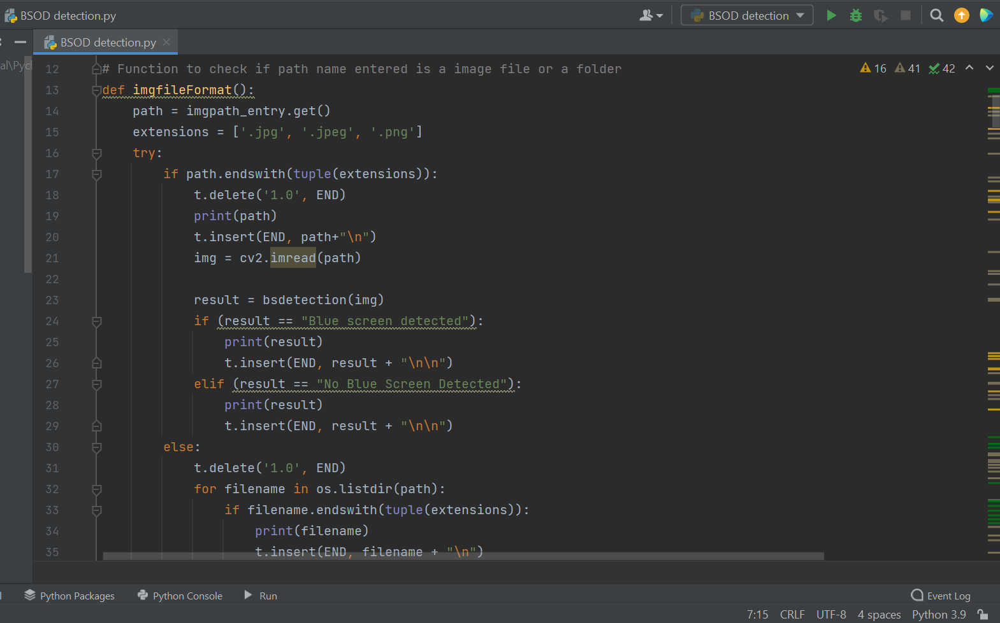 BSOD detection.py
BSOD detection
BSOD detection.py
al\Pych
16 41 42
12 # Function to check if path name entered is a image file or a folder
13 def imgfileFormat():
14     path = imgpath_entry.get()
15     extensions = ['.jpg', '.jpeg', '.png']
16     try:
17         if path.endswith(tuple(extensions)):
18             t.delete('1.0', END)
19             print(path)
20             t.insert(END, path+"\n")
21             img = cv2.imread(path)
22
23             result = bsdetection(img)
24             if (result == "Blue screen detected"):
25                 print(result)
26                 t.insert(END, result + "\n\n")
27             elif (result == "No Blue Screen Detected"):
28                 print(result)
29                 t.insert(END, result + "\n\n")
30         else:
31             t.delete('1.0', END)
32             for filename in os.listdir(path):
33                 if filename.endswith(tuple(extensions)):
34                     print(filename)
35                     t.insert(END, filename + "\n")
Python Packages Python Console Run Event Log
7:15 CRLF UTF-8 4 spaces Python 3.9